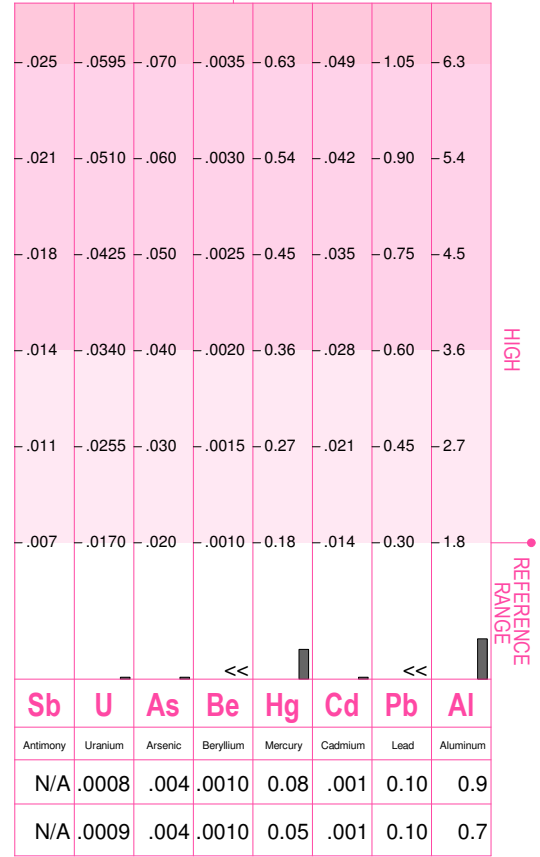 .025 .0595 .070 .0035 0.63 .049 1.05 6.3
.021 .0510 .060 .0030 0.54 .042 0.90 5.4
.018 .0425 .050 .0025 0.45 .035 0.75 4.5
.014 .0340 .040 .0020 0.36 .028 0.60 3.6
HIGH
.011 .0255 .030 .0015 0.27 .021 0.45 2.7
.007 .0170 .020 .0010 0.18 .014 0.30 1.8
REFERENCE
RANGE
<< <<
Sb U As Be Hg Cd Pb Al
Antimony Uranium Arsenic Beryllium Mercury Cadmium Lead Aluminum
N/A .0008 .004 .0010 0.08 .001 0.10 0.9
N/A .0009 .004 .0010 0.05 .001 0.10 0.7